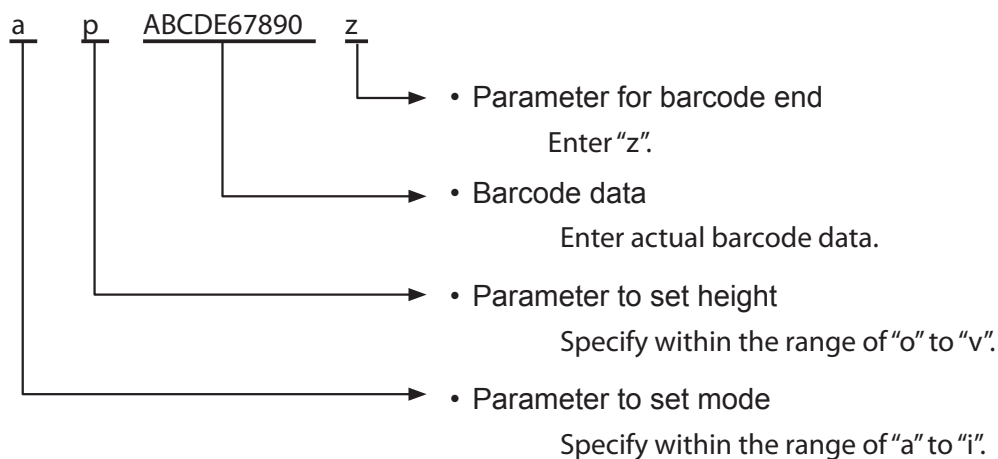 a p ABCDE67890 z
• Parameter for barcode end
Enter “z”.
• Barcode data
Enter actual barcode data.
• Parameter to set height
Specify within the range of “o” to “v”.
• Parameter to set mode
Specify within the range of “a” to “i”.